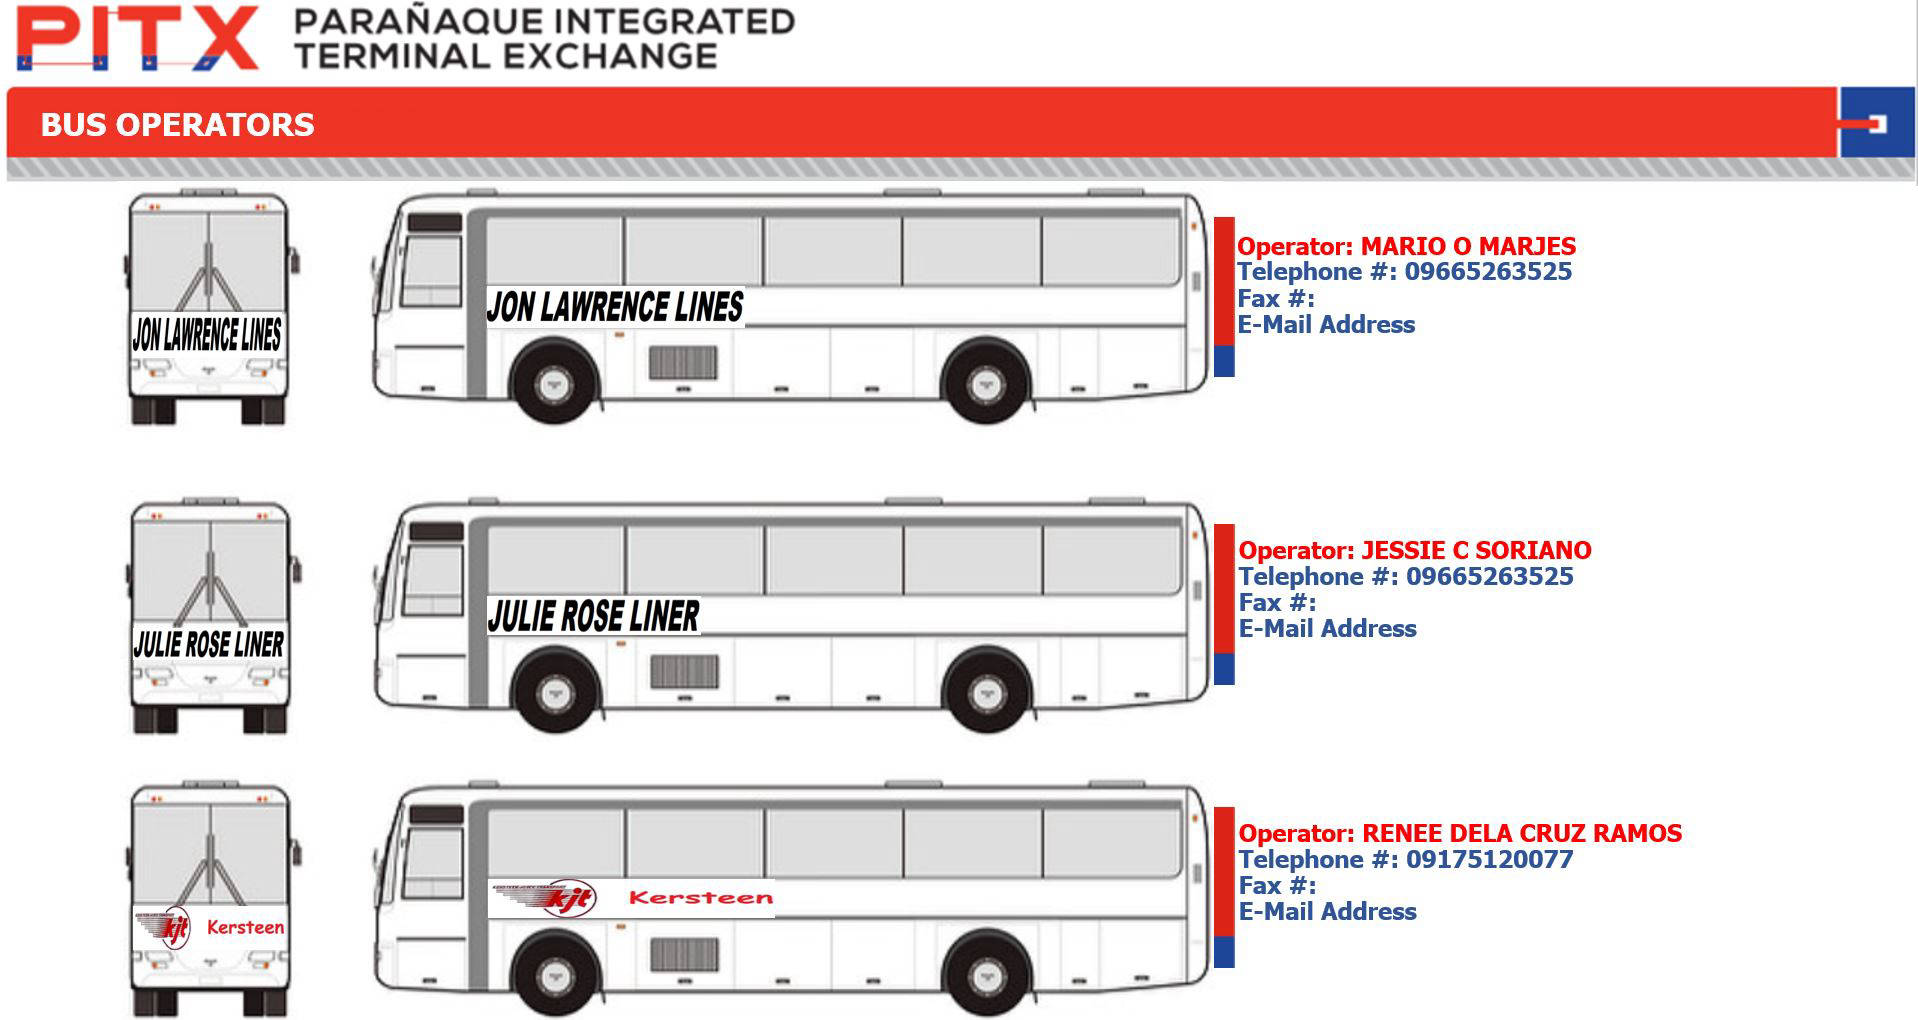 PITX PARAÑAQUE INTEGRATED
TERMINAL EXCHANGE
BUS OPERATORS
JON LAWRENCE LINES
JON LAWRENCE LINES
Operator: MARIO O MARJES
Telephone #: 09665263525
Fax #:
E-Mail Address
JULIE ROSE LINER
JULIE ROSE LINER
Operator: JESSIE C SORIANO
Telephone #: 09665263525
Fax #:
E-Mail Address
kjt Kersteen
kjt Kersteen
Operator: RENEE DELA CRUZ RAMOS
Telephone #: 09175120077
Fax #:
E-Mail Address